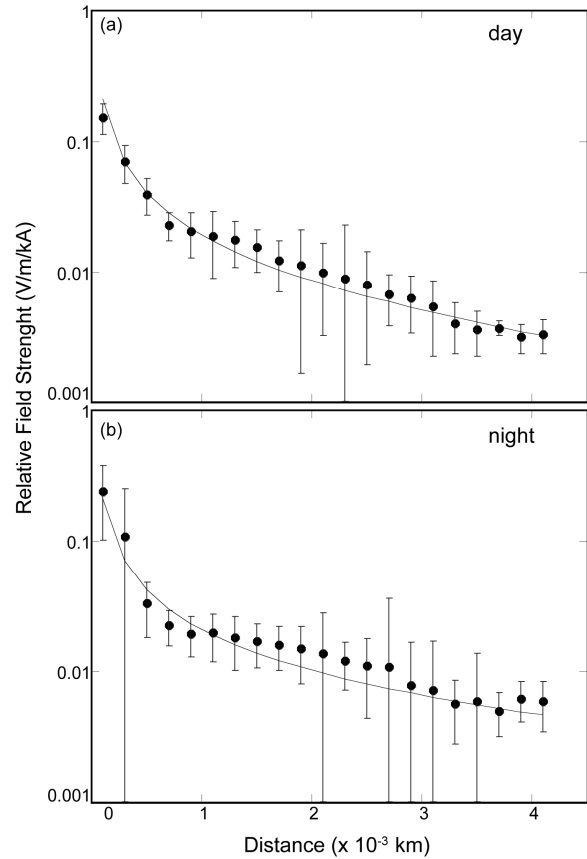 1
(a)
day
0.1
0.01
0.001
1
(b)
night
0.1
0.01
0.001
0 1 2 3 4
Distance (x 10⁻³ km)
Relative Field Strenght (V/m/kA)